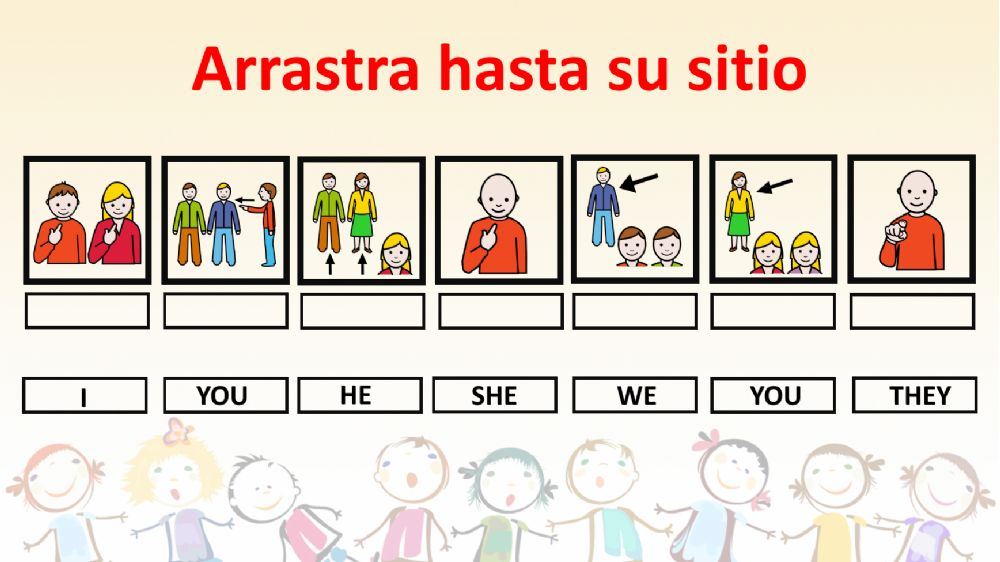 Arrastra hasta su sitio
I YOU HE SHE WE YOU THEY